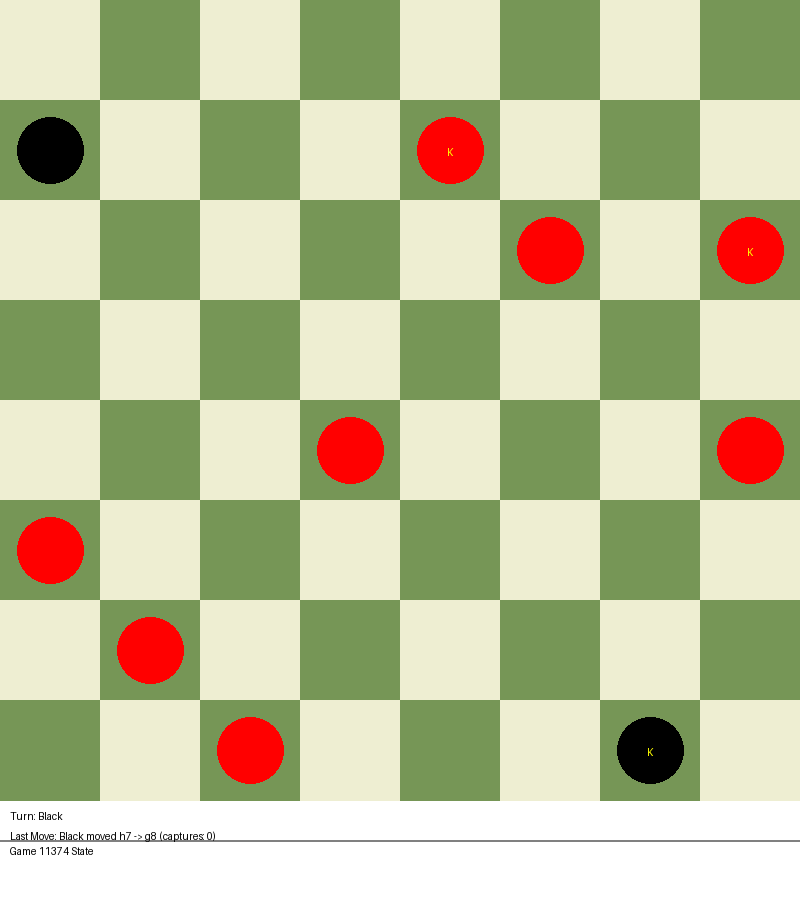 K
K
K
Turn: Black
Last Move: Black moved h7 -> g8 (captures: 0)
Game 11374 State